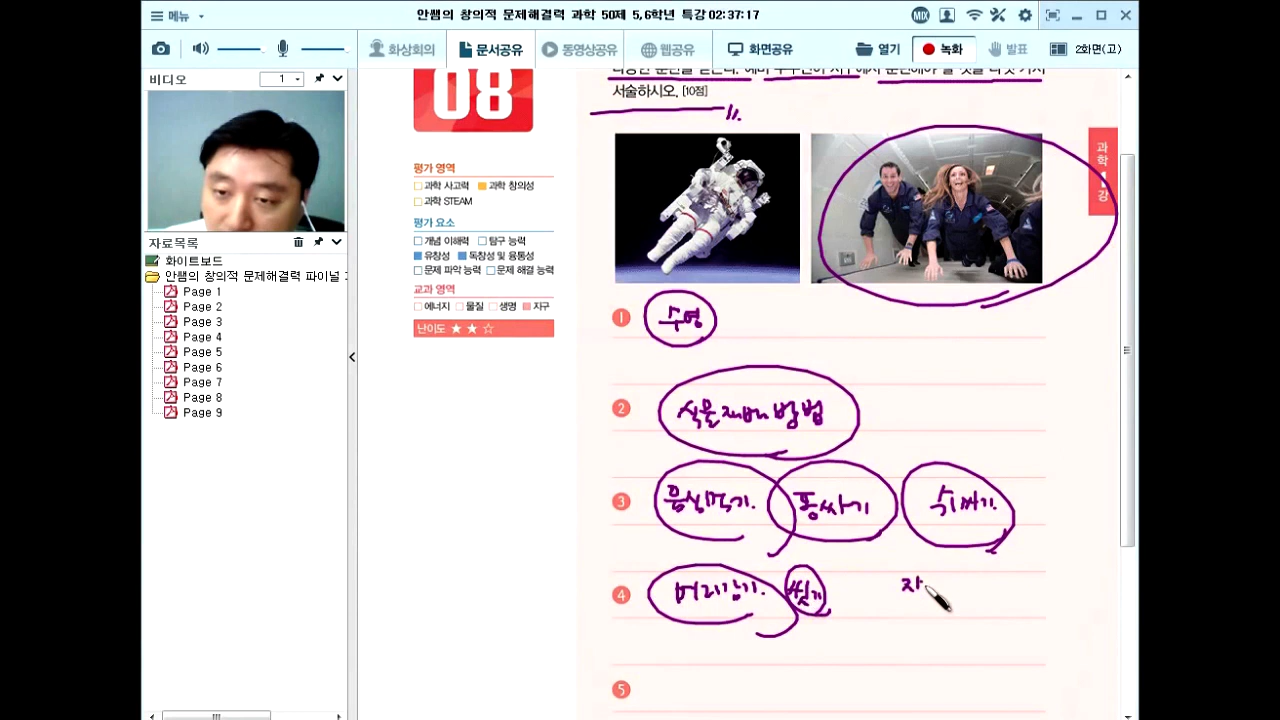 메뉴
안쌤의 창의적 문제해결력 과학 50제 5,6학년 특강 02:37:17
MIX
화상회의
문서공유
동영상공유
웹공유
화면공유
열기
녹화
발표
2화면(고)
비디오
1
자료목록
화이트보드
안쌤의 창의적 문제해결력 파이널
Page 1
Page 2
Page 3
Page 4
Page 5
Page 6
Page 7
Page 8
Page 9
08
평가 영역
과학 사고력 과학 창의성
과학 STEAM
평가 요소
개념 이해력 탐구 능력
유창성 독창성 및 융통성
문제 파악 능력 문제 해결 능력
교과 영역
에너지 물질 생명 지구
난이도 ★ ★ ☆
서술하시오. [10점]
과학 1강
1 수영
2 식물재배방법
3 음식먹기. 똥싸기 쉬싸기.
4 머리감기. 씻기 자
5